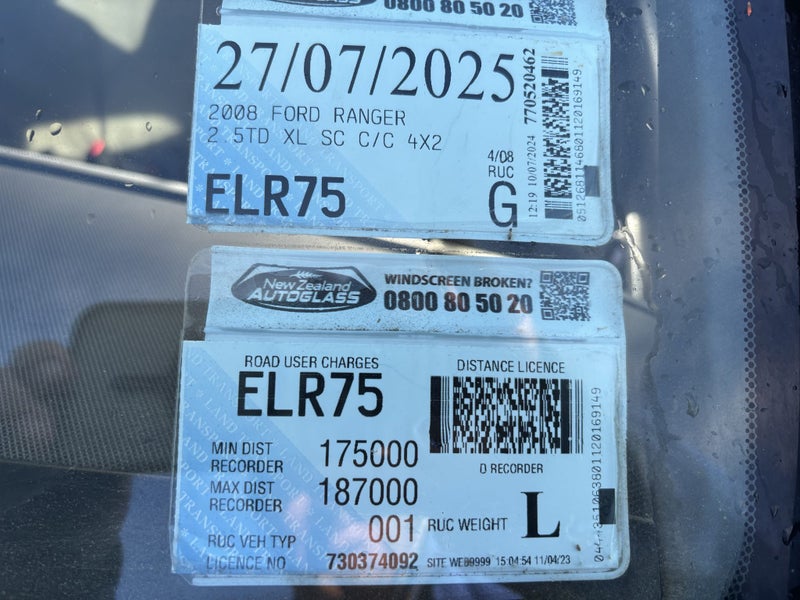 0800 80 50 20
27/07/2025
2008 FORD RANGER
2.5TD XL SC C/C 4X2
ELR75
4/08
RUC
G
12:19 10/07/2024 770520462
New Zealand
AUTOGLASS
WINDSCREEN BROKEN?
0800 80 50 20
ROAD USER CHARGES
ELR75
DISTANCE LICENCE
MIN DIST
RECORDER 175000
D RECORDER
MAX DIST
RECORDER 187000
RUC VEH TYP 001
RUC WEIGHT L
LICENCE NO 730374092
SITE WEB9999 15 04:54 11/04/23